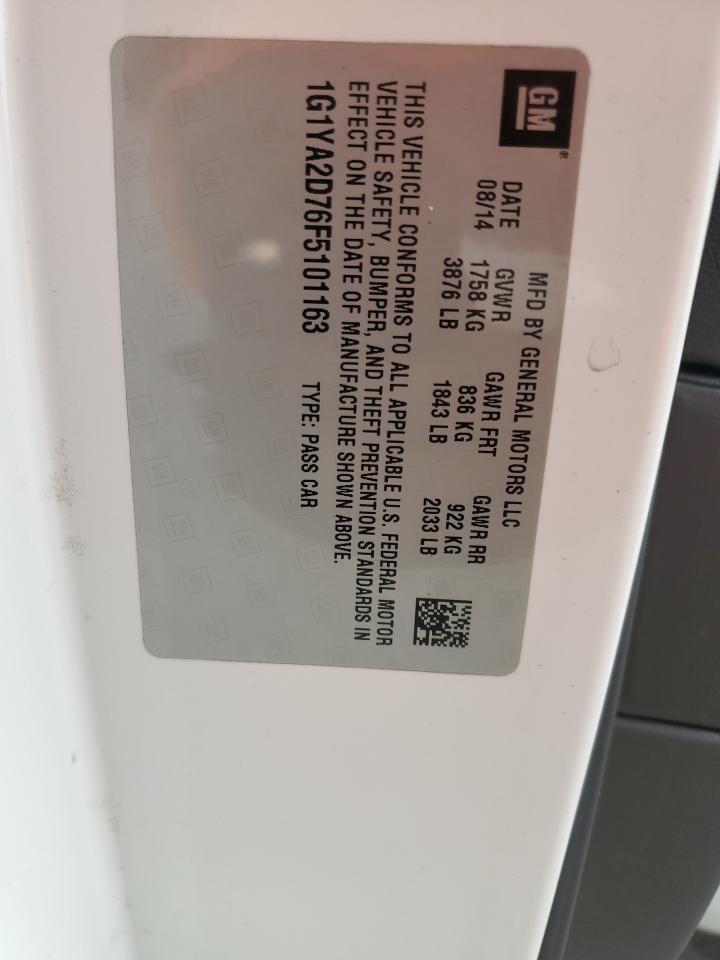 GM®
MFD BY GENERAL MOTORS LLC
DATE GVWR GAWR FRT GAWR RR
08/14 1758 KG 836 KG 922 KG
3876 LB 1843 LB 2033 LB
THIS VEHICLE CONFORMS TO ALL APPLICABLE U.S. FEDERAL MOTOR
VEHICLE SAFETY, BUMPER, AND THEFT PREVENTION STANDARDS IN
EFFECT ON THE DATE OF MANUFACTURE SHOWN ABOVE.
1G1YA2D76F5101163 TYPE: PASS CAR